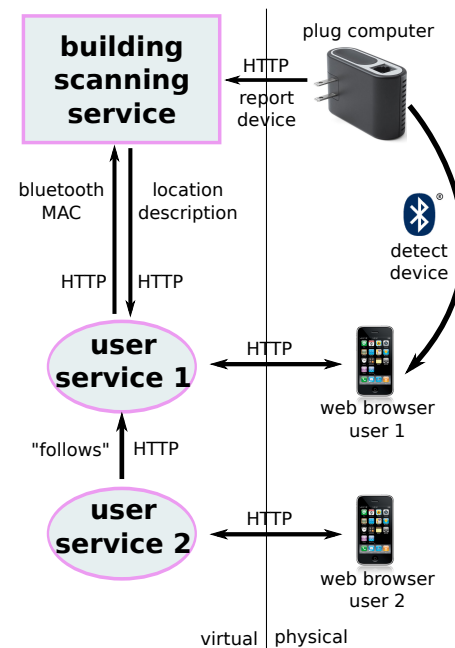 building
scanning
service
plug computer
HTTP
report
device
bluetooth
MAC
location
description
®
detect
device
HTTP
HTTP
user
service 1
HTTP
web browser
user 1
"follows"
HTTP
user
service 2
HTTP
web browser
user 2
virtual
physical